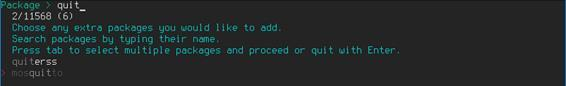 Package > quit
2/11568 (6)
Choose any extra packages you would like to add.
Search packages by typing their name.
Press tab to select multiple packages and proceed or quit with Enter.
quiterss
> mosquitto